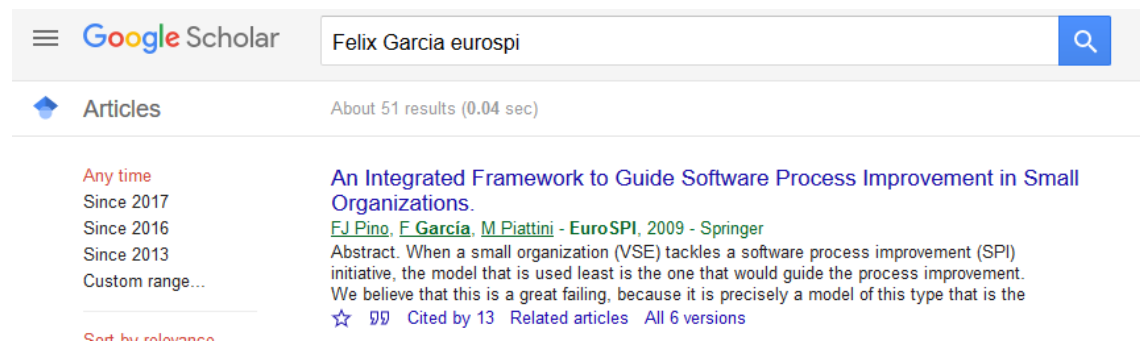 Google Scholar
Felix Garcia eurospi
Articles
About 51 results (0.04 sec)
Any time
Since 2017
Since 2016
Since 2013
Custom range...
Sort by relevance
An Integrated Framework to Guide Software Process Improvement in Small
Organizations.
FJ Pino, F García, M Piattini - EuroSPI, 2009 - Springer
Abstract. When a small organization (VSE) tackles a software process improvement (SPI)
initiative, the model that is used least is the one that would guide the process improvement.
We believe that this is a great failing, because it is precisely a model of this type that is the
Cited by 13 Related articles All 6 versions